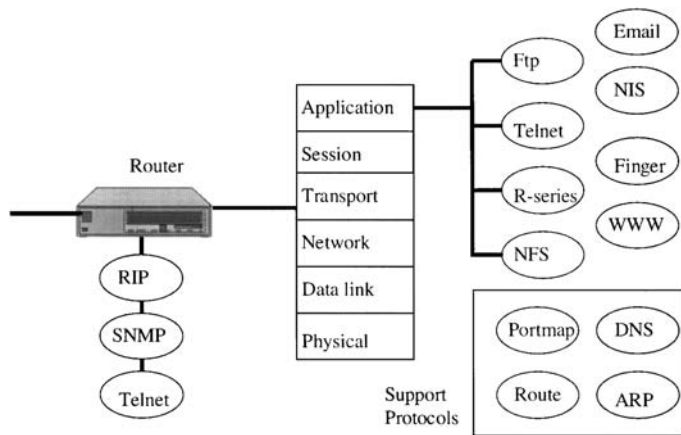 Router
RIP
SNMP
Telnet
Application
Session
Transport
Network
Data link
Physical
Ftp
Telnet
R-series
NFS
Email
NIS
Finger
WWW
Support
Protocols
Portmap
DNS
Route
ARP